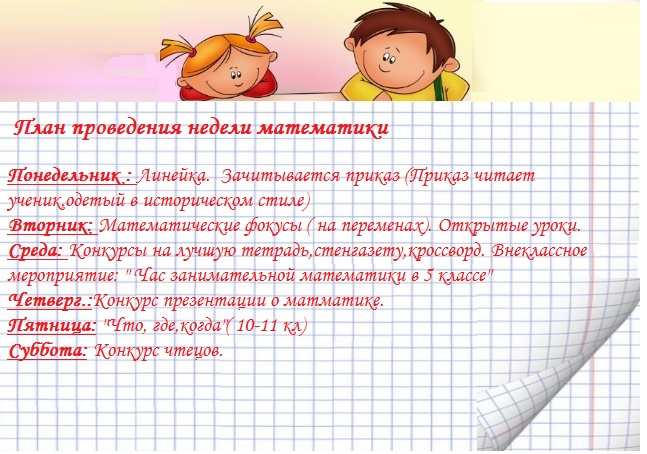 План проведения недели математики
Понедельник : Линейка. Зачитывается приказ (Приказ читает
ученик,одетый в историческом стиле)
Вторник: Математические фокусы ( на переменах). Открытые уроки.
Среда: Конкурсы на лучшую тетрадь,стенгазету,кроссворд. Внеклассное
мероприятие: " Час занимательной математики в 5 классе"
Четверг.:Конкурс презентации о матматике.
Пятница: "Что, где,когда"( 10-11 кл)
Суббота: Конкурс чтецов.